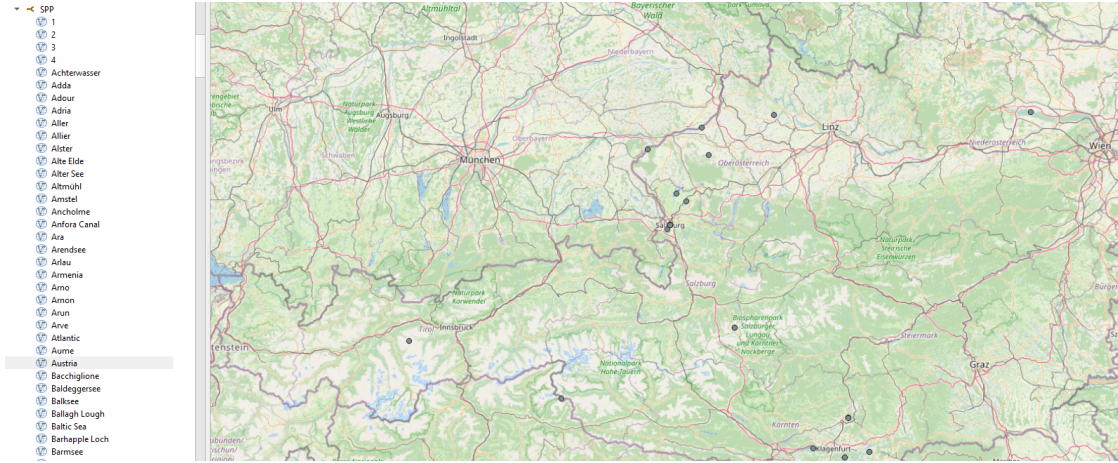 SPP
1
2
3
4
Achterwasser
Adda
Adour
Adria
Aller
Allier
Alster
Alte Elde
Alter See
Altmühl
Amstel
Ancholme
Anfora Canal
Ara
Arendsee
Arlau
Armenia
Arno
Arnon
Arun
Arve
Atlantic
Aume
Austria
Bacchiglione
Baldeggersee
Balksee
Ballagh Lough
Baltic Sea
Barhapple Loch
Barmsee
Altmühltal
Bayerischer
Wald
Ingolstadt
Niederbayern
Ulm
Naturpark
Augsburg
Westliche
Wälder
Augsburg
Schwaben
Oberbayern
München
Linz
Oberösterreich
Niederösterreich
Wien
Salzburg
Naturpark
Steirische
Eisenwurzen
Salzburg
Naturpark
Karwendel
Tirol
Innsbruck
Biosphärenpark
Salzburger
Lungau
und Kärntner
Nockberge
Steiermark
Nationalpark
Hohe Tauern
Graz
Kärnten
Klagenfurt